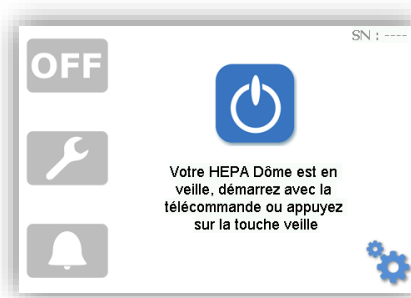 SN : ----
OFF
Votre HEPA Dôme est en
veille, démarrez avec la
télécommande ou appuyez
sur la touche veille